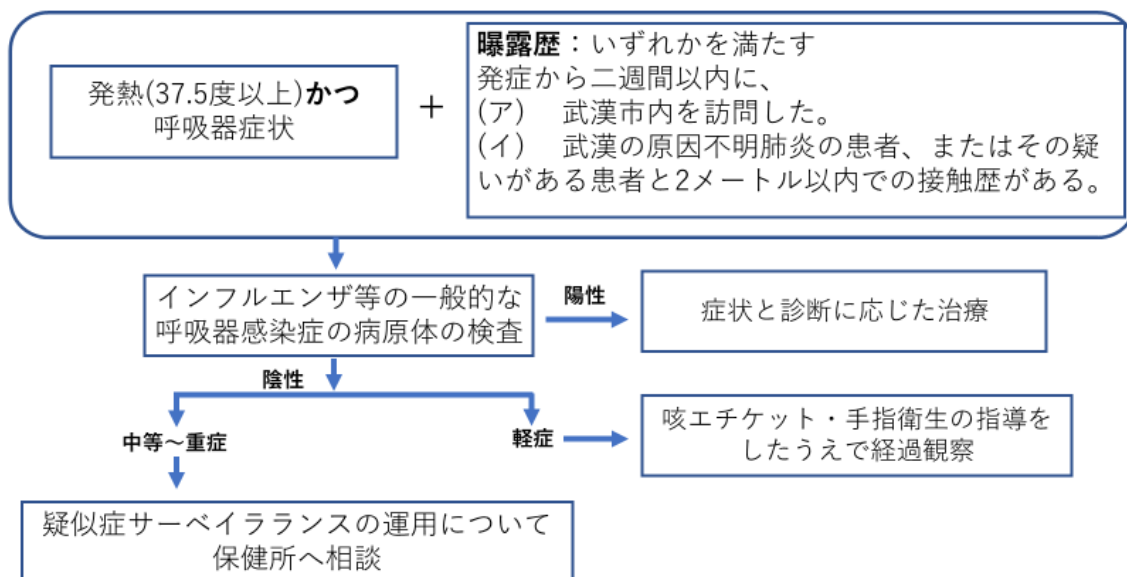 発熱(37.5度以上)かつ
呼吸器症状
+
曝露歴：いずれかを満たす
発症から二週間以内に、
(ア)　武漢市内を訪問した。
(イ)　武漢の原因不明肺炎の患者、またはその疑
いがある患者と2メートル以内での接触歴がある。
インフルエンザ等の一般的な
呼吸器感染症の病原体の検査
陽性
症状と診断に応じた治療
陰性
中等～重症
軽症
咳エチケット・手指衛生の指導を
したうえで経過観察
疑似症サーベイラランスの運用について
保健所へ相談